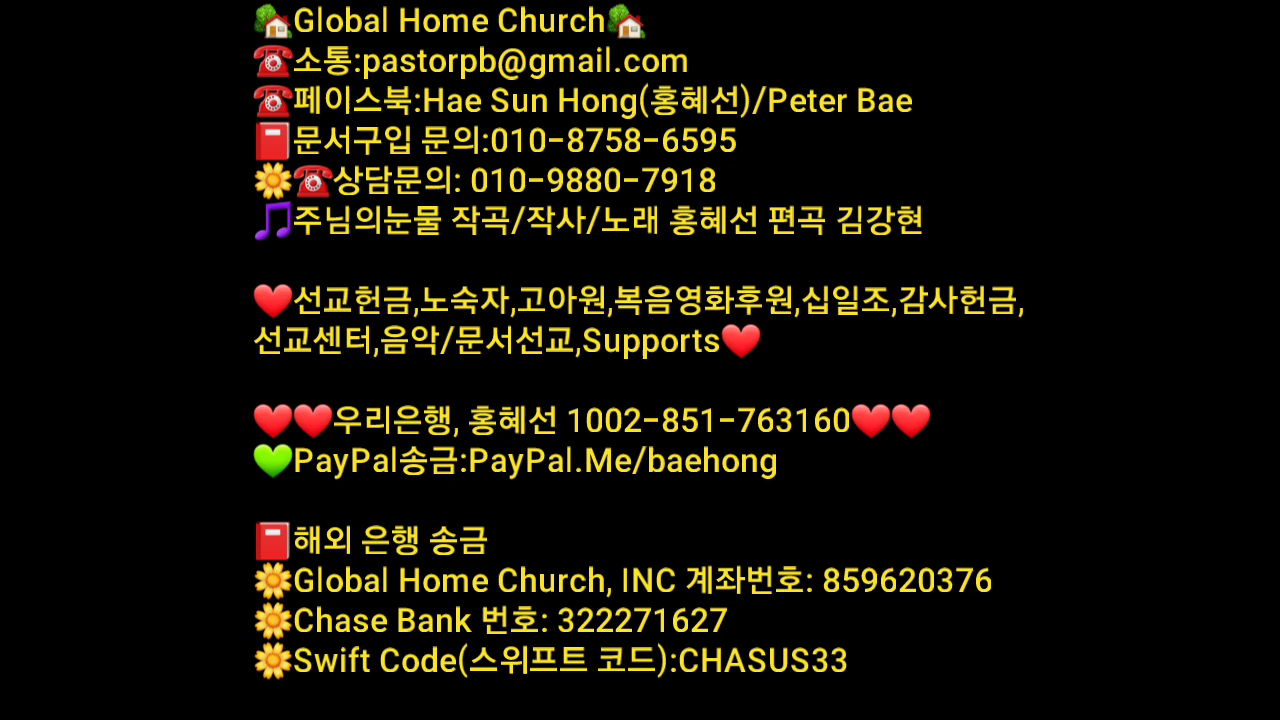 🏡Global Home Church🏡
☎️소통:pastorpb@gmail.com
☎️페이스북:Hae Sun Hong(홍혜선)/Peter Bae
📕문서구입 문의:010-8758-6595
🌼☎️상담문의: 010-9880-7918
🎵주님의눈물 작곡/작사/노래 홍혜선 편곡 김강현
❤️선교헌금,노숙자,고아원,복음영화후원,십일조,감사헌금,
선교센터,음악/문서선교,Supports❤️
❤️❤️우리은행, 홍혜선 1002-851-763160❤️❤️
💚PayPal송금:PayPal.Me/baehong
📕해외 은행 송금
🌼Global Home Church, INC 계좌번호: 859620376
🌼Chase Bank 번호: 322271627
🌼Swift Code(스위프트 코드):CHASUS33